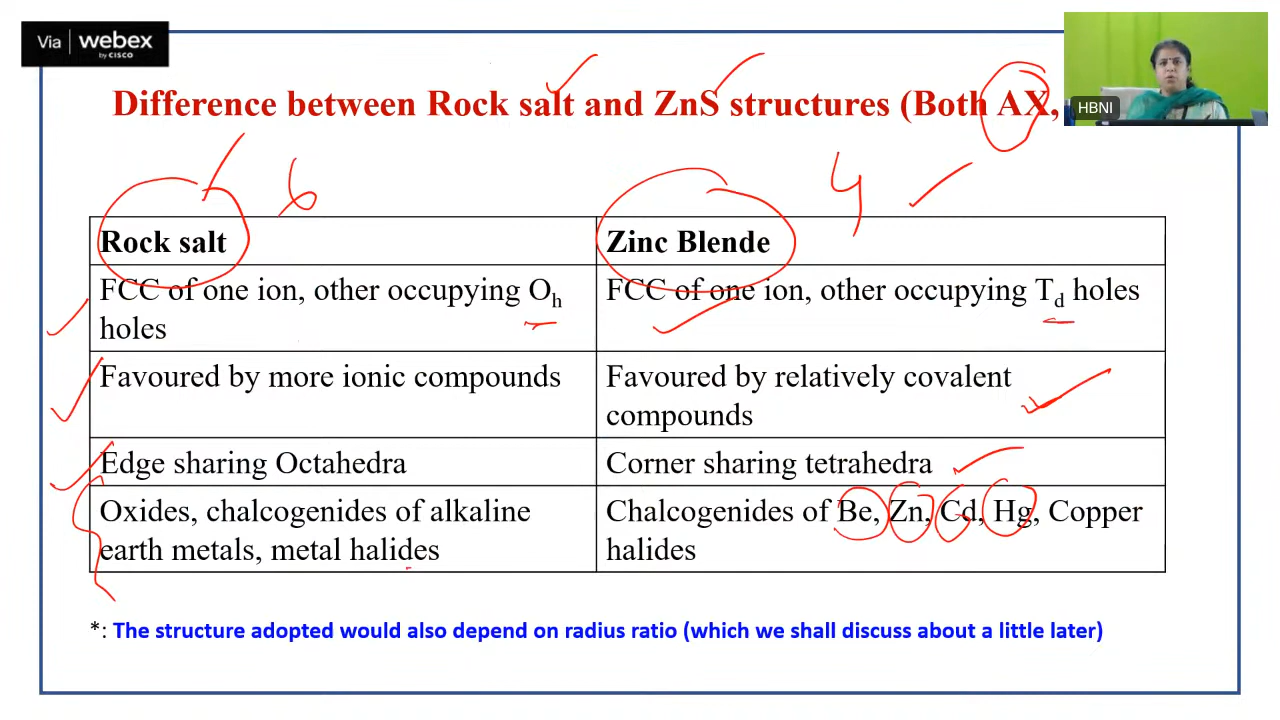 Via webex
by CISCO
HBNI
Difference between Rock salt and ZnS structures (Both AX,
6
4
Rock salt
Zinc Blende
FCC of one ion, other occupying Oh
holes
FCC of one ion, other occupying Td holes
Favoured by more ionic compounds
Favoured by relatively covalent
compounds
Edge sharing Octahedra
Corner sharing tetrahedra
Oxides, chalcogenides of alkaline
earth metals, metal halides
Chalcogenides of Be, Zn, Cd, Hg, Copper
halides
*: The structure adopted would also depend on radius ratio (which we shall discuss about a little later)